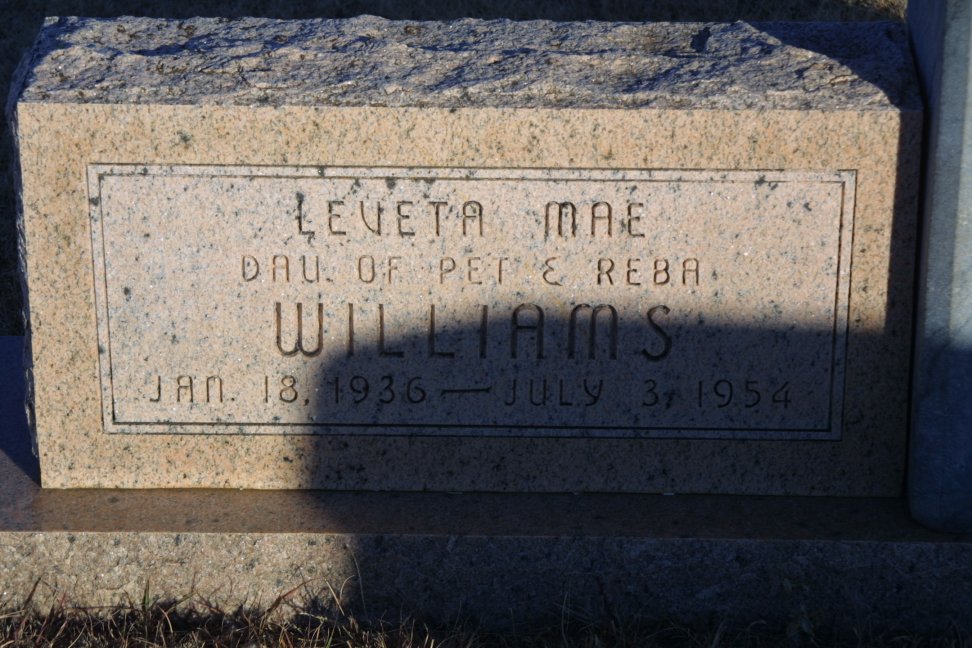 LEVETA MAE
DAU. OF PET & REBA
WILLIAMS
JAN. 18, 1936 — JULY 3, 1954